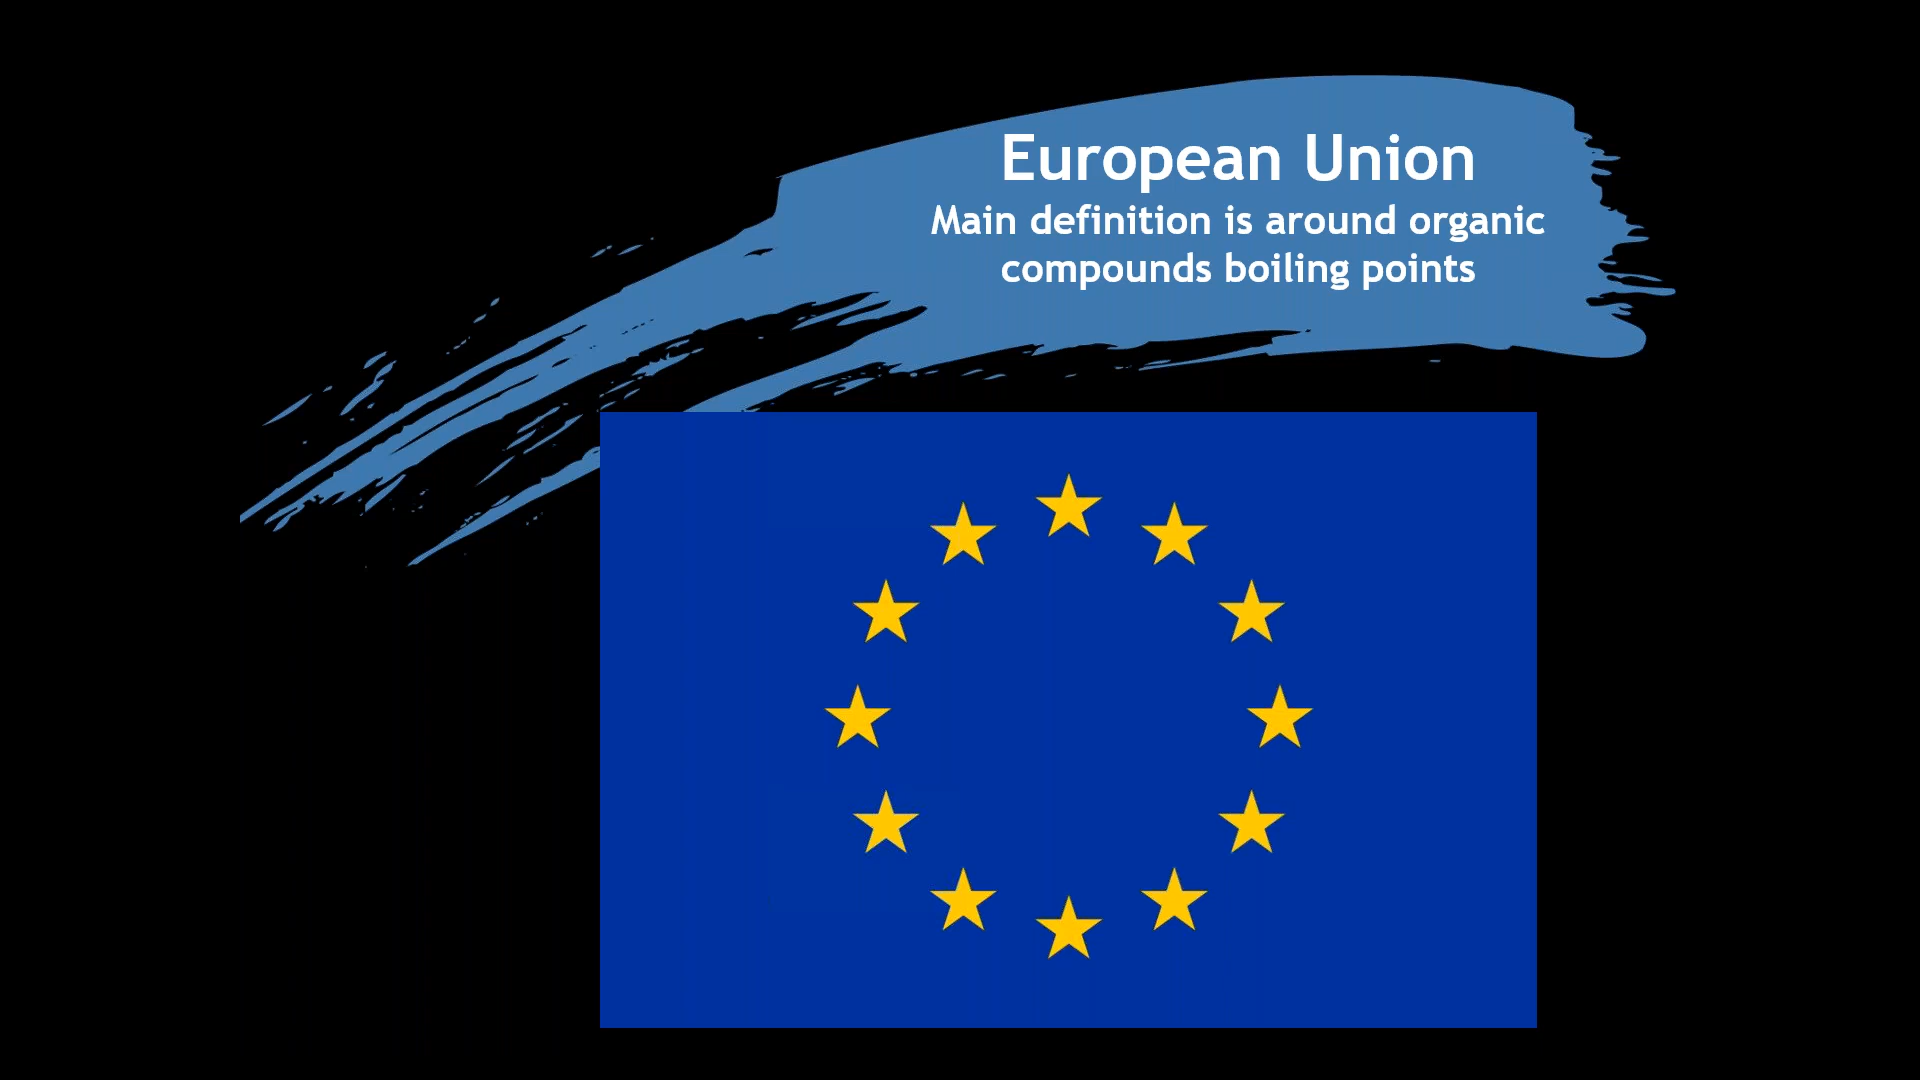 European Union
Main definition is around organic
compounds boiling points